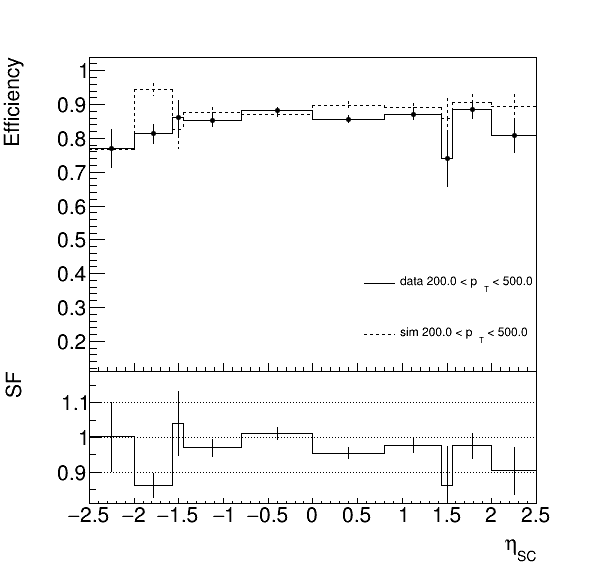 Efficiency
1
0.9
0.8
0.7
0.6
0.5
0.4
0.3
0.2
data 200.0 < p_T < 500.0
sim 200.0 < p_T < 500.0
SF
1.1
1
0.9
−2.5 −2 −1.5 −1 −0.5 0 0.5 1 1.5 2 2.5
η_SC